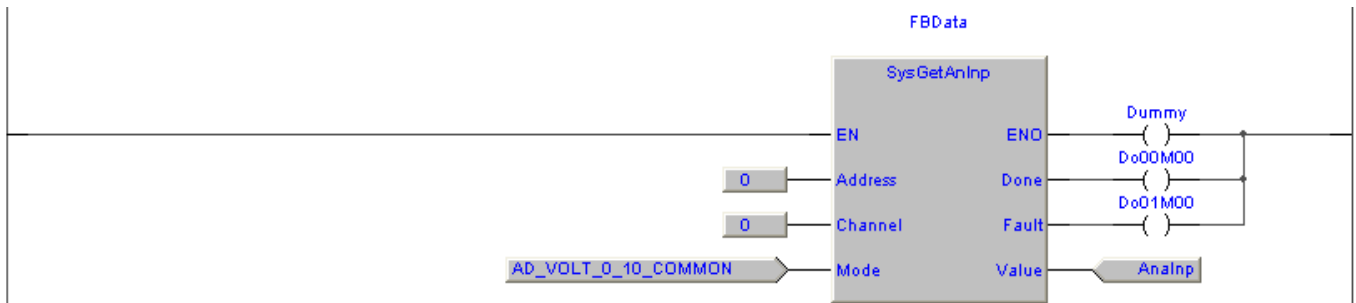 FBData
SysGetAnInp
Dummy
EN ENO
Do00M00
0 Address Done
Do01M00
0 Channel Fault
AD_VOLT_0_10_COMMON Mode Value AnaInp